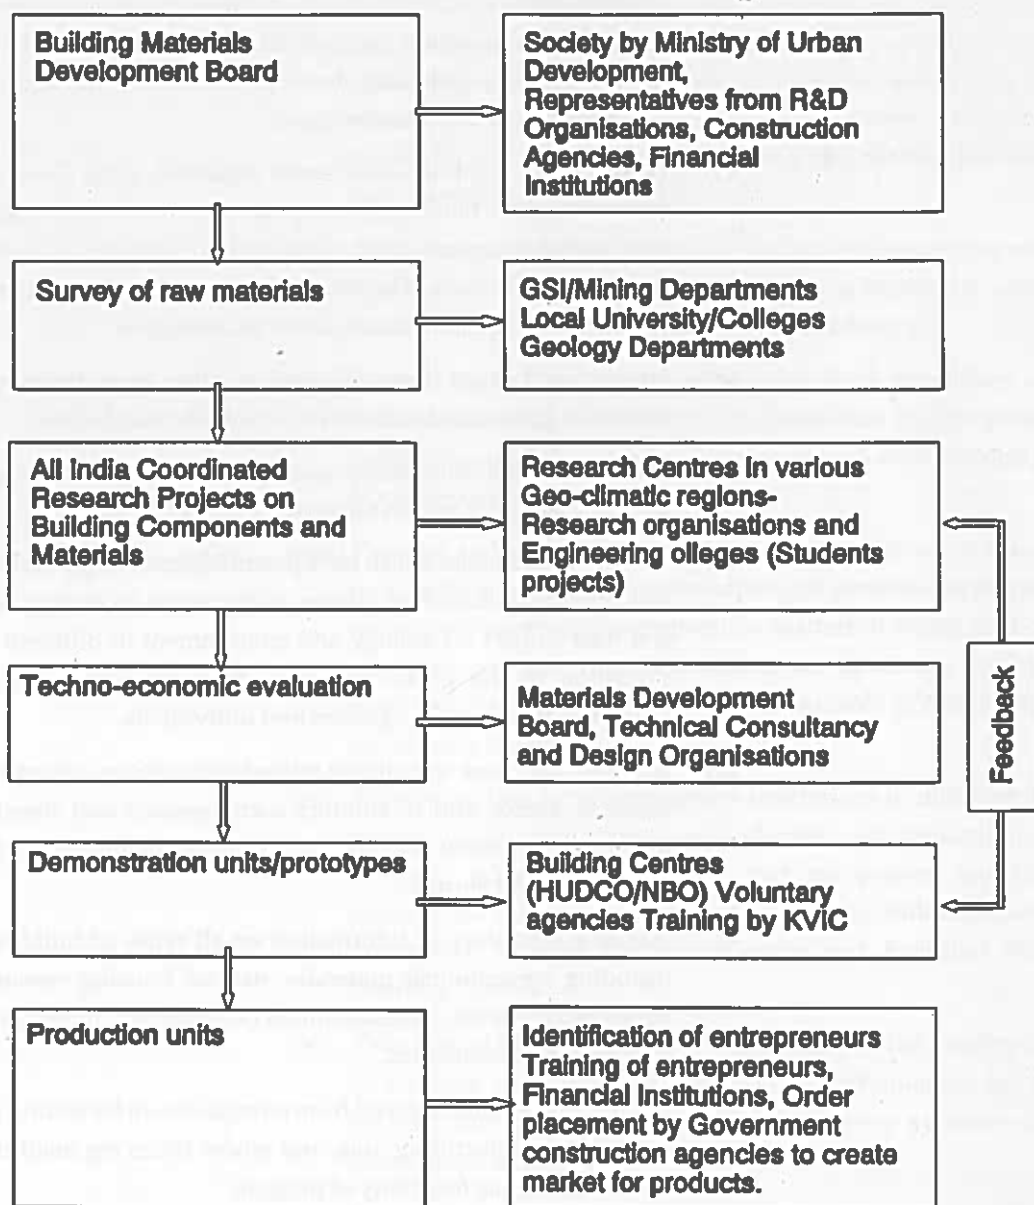 Building Materials
Development Board
Society by Ministry of Urban
Development,
Representatives from R&D
Organisations, Construction
Agencies, Financial
Institutions
Survey of raw materials
GSI/Mining Departments
Local University/Colleges
Geology Departments
All India Coordinated
Research Projects on
Building Components and
Materials
Research Centres in various
Geo-climatic regions-
Research organisations and
Engineering olleges (Students
projects)
Feedback
Techno-economic evaluation
Materials Development
Board, Technical Consultancy
and Design Organisations
Demonstration units/prototypes
Building Centres
(HUDCO/NBO) Voluntary
agencies Training by KVIC
Production units
Identification of entrepreneurs
Training of entrepreneurs,
Financial Institutions, Order
placement by Government
construction agencies to create
market for products.